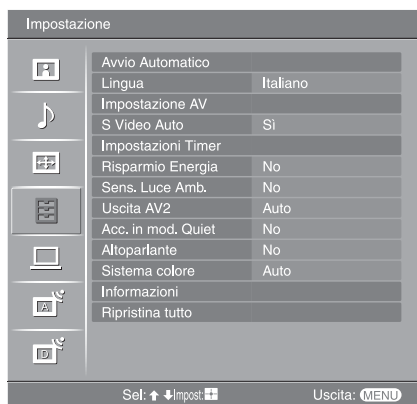 Impostazione
Avvio Automatico
Lingua Italiano
Impostazione AV
S Video Auto Sì
Impostazioni Timer
Risparmio Energia No
Sens. Luce Amb. No
Uscita AV2 Auto
Acc. in mod. Quiet No
Altoparlante No
Sistema colore Auto
Informazioni
A
Ripristina tutto
D
Sel: Impost: Uscita: MENU